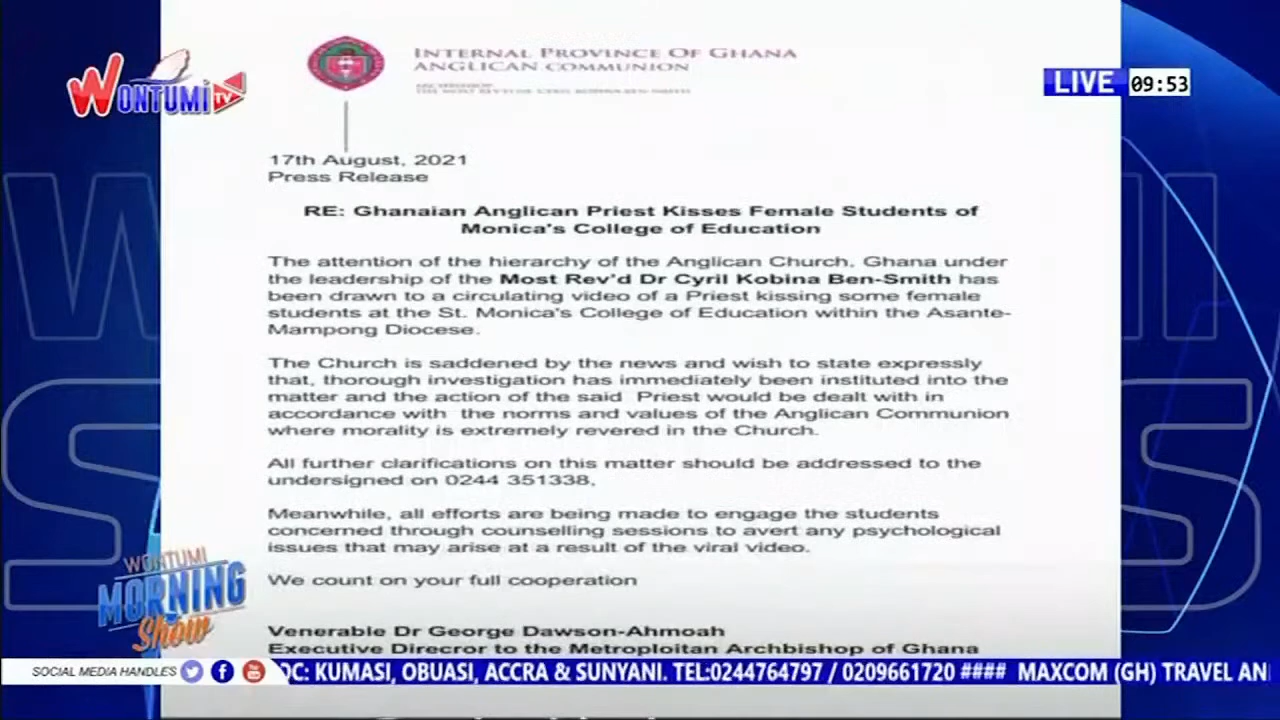 INTERNAL PROVINCE OF GHANA
ANGLICAN COMMUNION
WONTUMI TV
LIVE 09:53
17th August, 2021
Press Release
RE: Ghanaian Anglican Priest Kisses Female Students of
Monica's College of Education
The attention of the hierarchy of the Anglican Church, Ghana under
the leadership of the Most Rev'd Dr Cyril Kobina Ben-Smith has
been drawn to a circulating video of a Priest kissing some female
students at the St. Monica's College of Education within the Asante-
Mampong Diocese.
The Church is saddened by the news and wish to state expressly
that, thorough investigation has immediately been instituted into the
matter and the action of the said Priest would be dealt with in
accordance with the norms and values of the Anglican Communion
where morality is extremely revered in the Church.
All further clarifications on this matter should be addressed to the
undersigned on 0244 351338,
Meanwhile, all efforts are being made to engage the students
concerned through counselling sessions to avert any psychological
issues that may arise at a result of the viral video.
We count on your full cooperation
Venerable Dr George Dawson-Ahmoah
Executive Direcror to the Metroploitan Archbishop of Ghana
WONTUMI
MORNING
Show
SOCIAL MEDIA HANDLES
OC: KUMASI, OBUASI, ACCRA & SUNYANI. TEL:0244764797 / 0209661720 #### MAXCOM (GH) TRAVEL AN